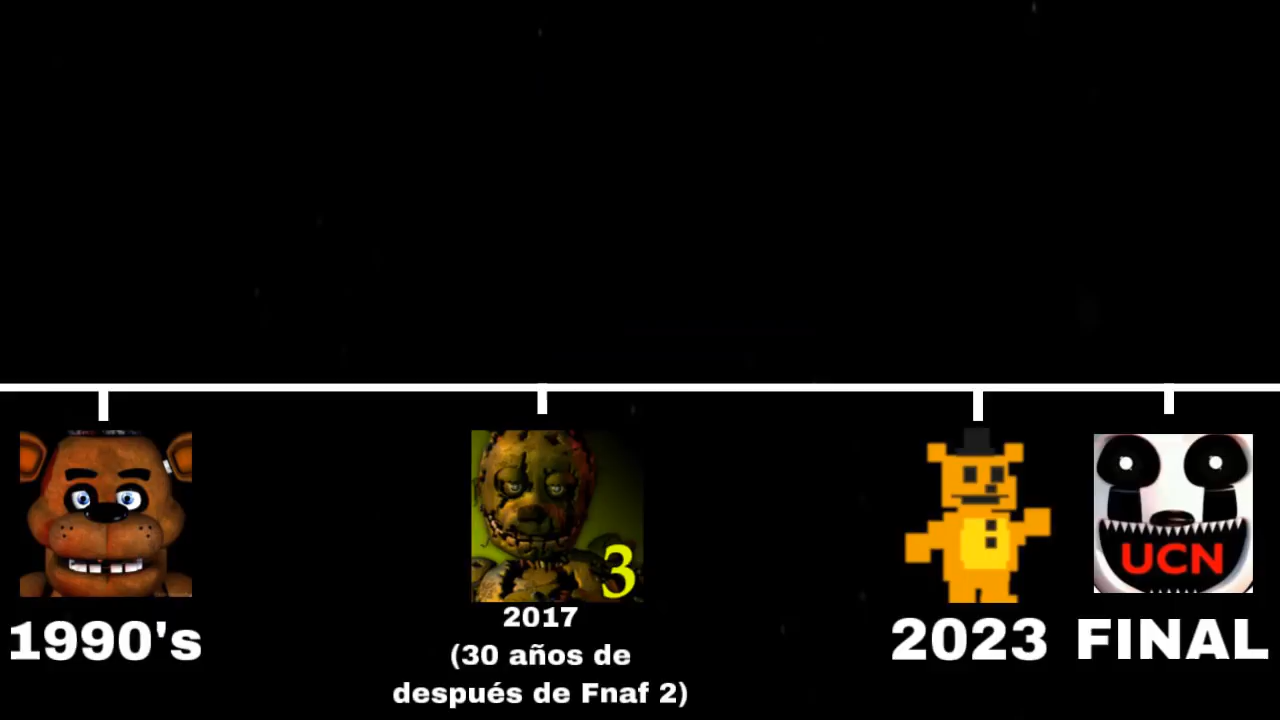 3
UCN
1990's
2017
(30 años de
después de Fnaf 2)
2023
FINAL